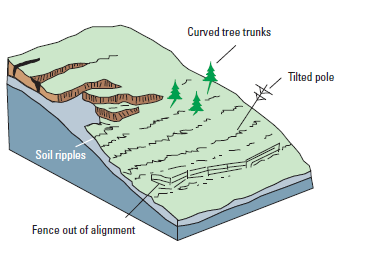 Curved tree trunks
Tilted pole
Soil ripples
Fence out of alignment